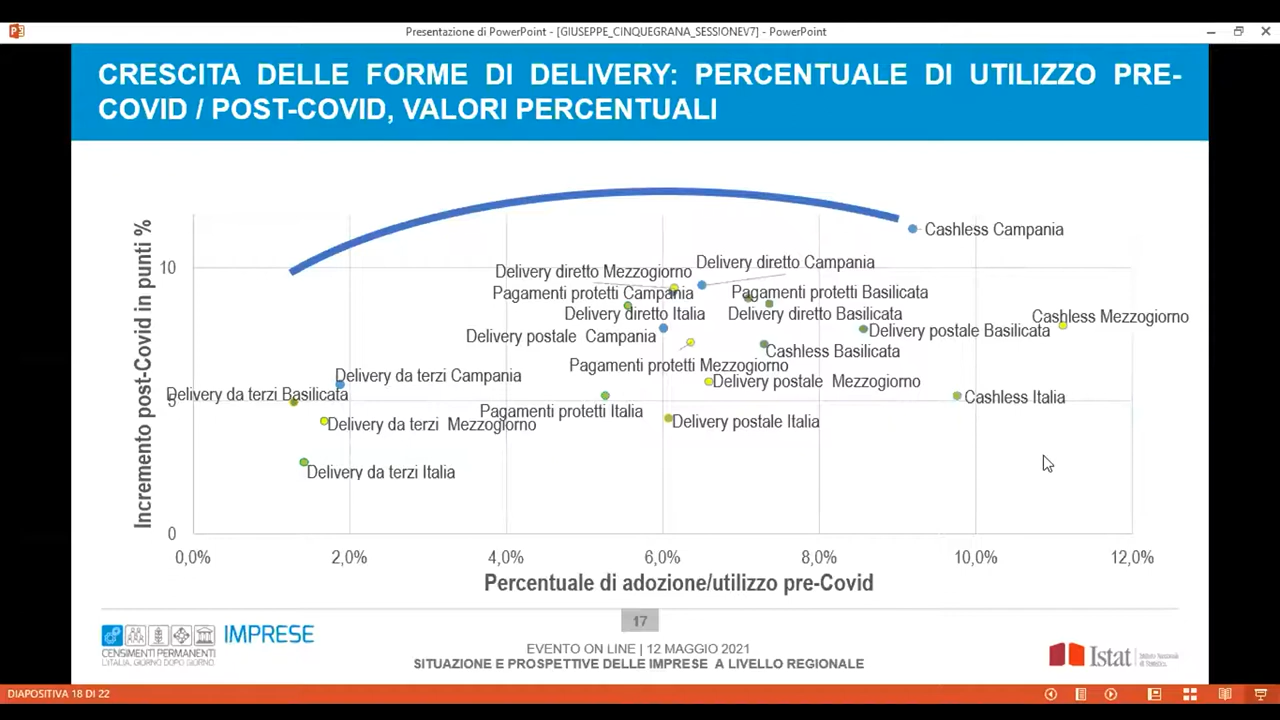 Presentazione di PowerPoint - [GIUSEPPE_CINQUEGRANA_SESSIONEV7] - PowerPoint
CRESCITA DELLE FORME DI DELIVERY: PERCENTUALE DI UTILIZZO PRE-
COVID / POST-COVID, VALORI PERCENTUALI
Incremento post-Covid in punti %
10
5
0
Cashless Campania
Delivery diretto Campania
Delivery diretto Mezzogiorno
Pagamenti protetti Campania
Pagamenti protetti Basilicata
Delivery diretto Italia
Delivery diretto Basilicata
Cashless Mezzogiorno
Delivery postale Campania
Delivery postale Basilicata
Cashless Basilicata
Pagamenti protetti Mezzogiorno
Delivery da terzi Campania
Delivery postale Mezzogiorno
Delivery da terzi Basilicata
Cashless Italia
Pagamenti protetti Italia
Delivery da terzi Mezzogiorno
Delivery postale Italia
Delivery da terzi Italia
0,0%
2,0%
4,0%
6,0%
8,0%
10,0%
12,0%
Percentuale di adozione/utilizzo pre-Covid
17
IMPRESE
CENSIMENTI PERMANENTI
L'ITALIA, GIORNO DOPO GIORNO.
EVENTO ON LINE | 12 MAGGIO 2021
SITUAZIONE E PROSPETTIVE DELLE IMPRESE A LIVELLO REGIONALE
Istat
DIAPOSITIVA 18 DI 22